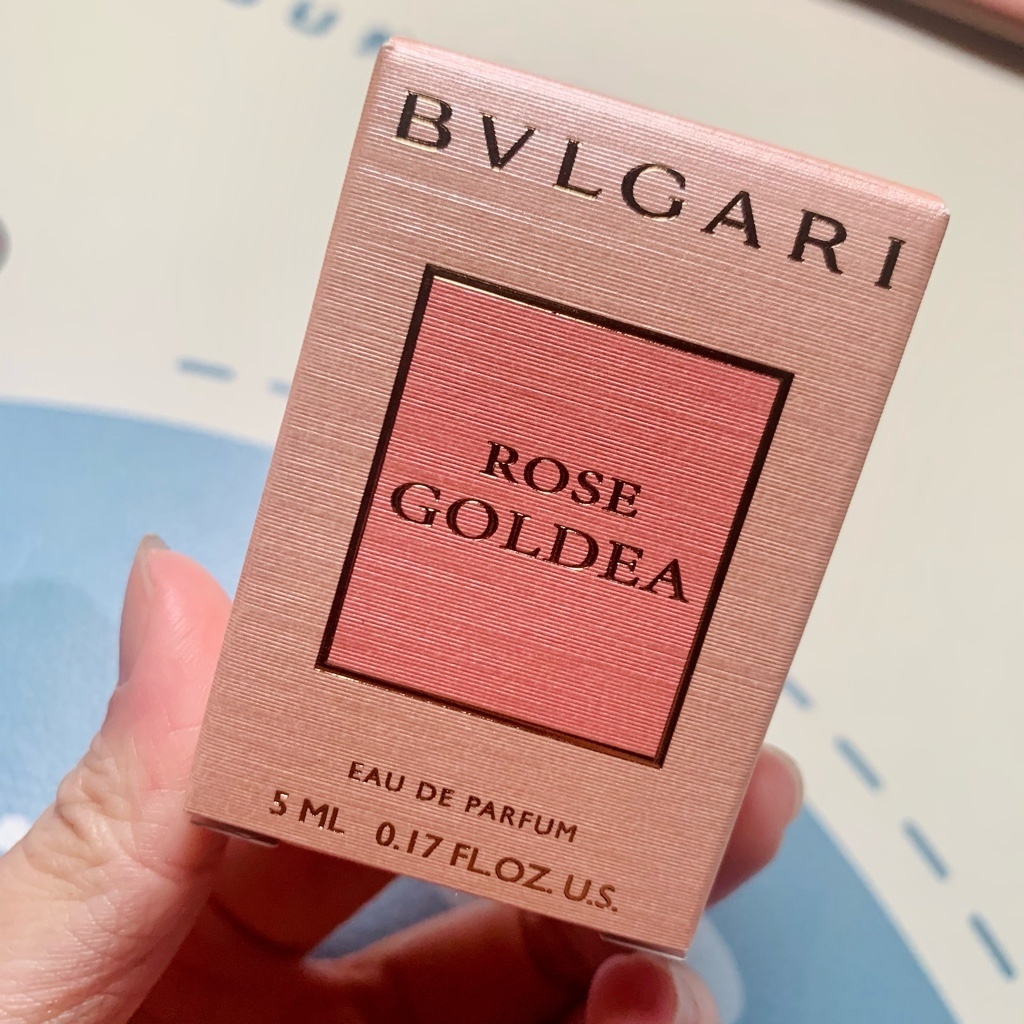 BVLGARI
ROSE
GOLDEA
EAU DE PARFUM
5 ML 0.17 FL.OZ. U.S.